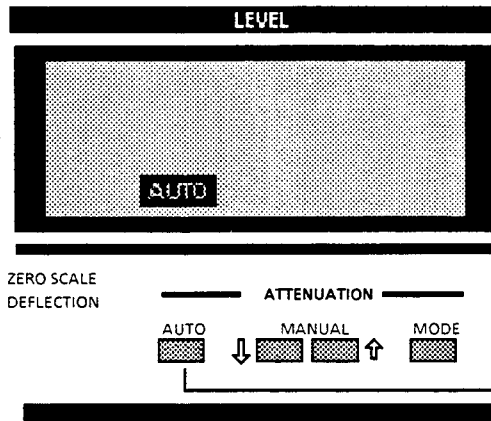 LEVEL
AUTO
ZERO SCALE
DEFLECTION
ATTENUATION
AUTO MANUAL MODE